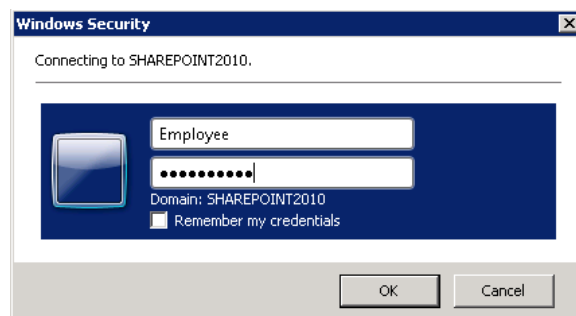 Windows Security
Connecting to SHAREPOINT2010.
Employee
●●●●●●●●●●
Domain: SHAREPOINT2010
Remember my credentials
OK Cancel